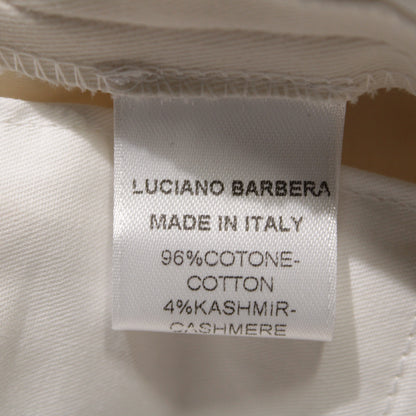 LUCIANO BARBERA
MADE IN ITALY
96%COTONE-
COTTON
4%KASHMIR-
CASHMERE